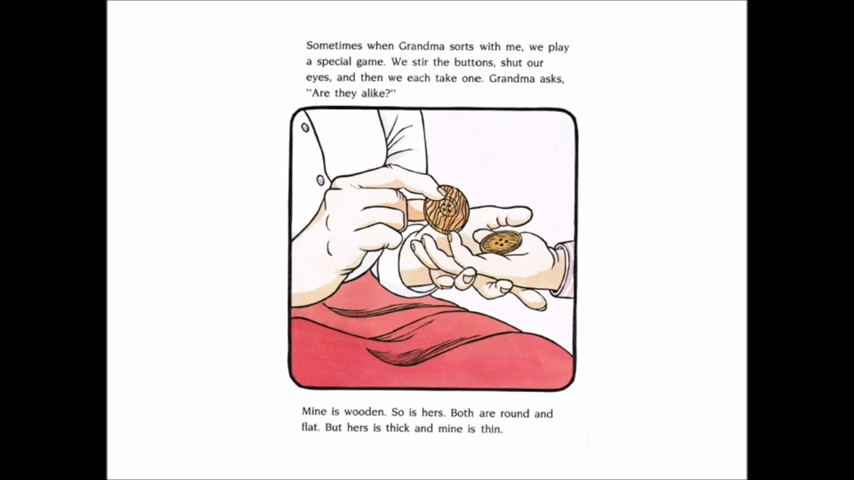 Sometimes when Grandma sorts with me, we play
a special game. We stir the buttons, shut our
eyes, and then we each take one. Grandma asks,
"Are they alike?"
Mine is wooden. So is hers. Both are round and
flat. But hers is thick and mine is thin.